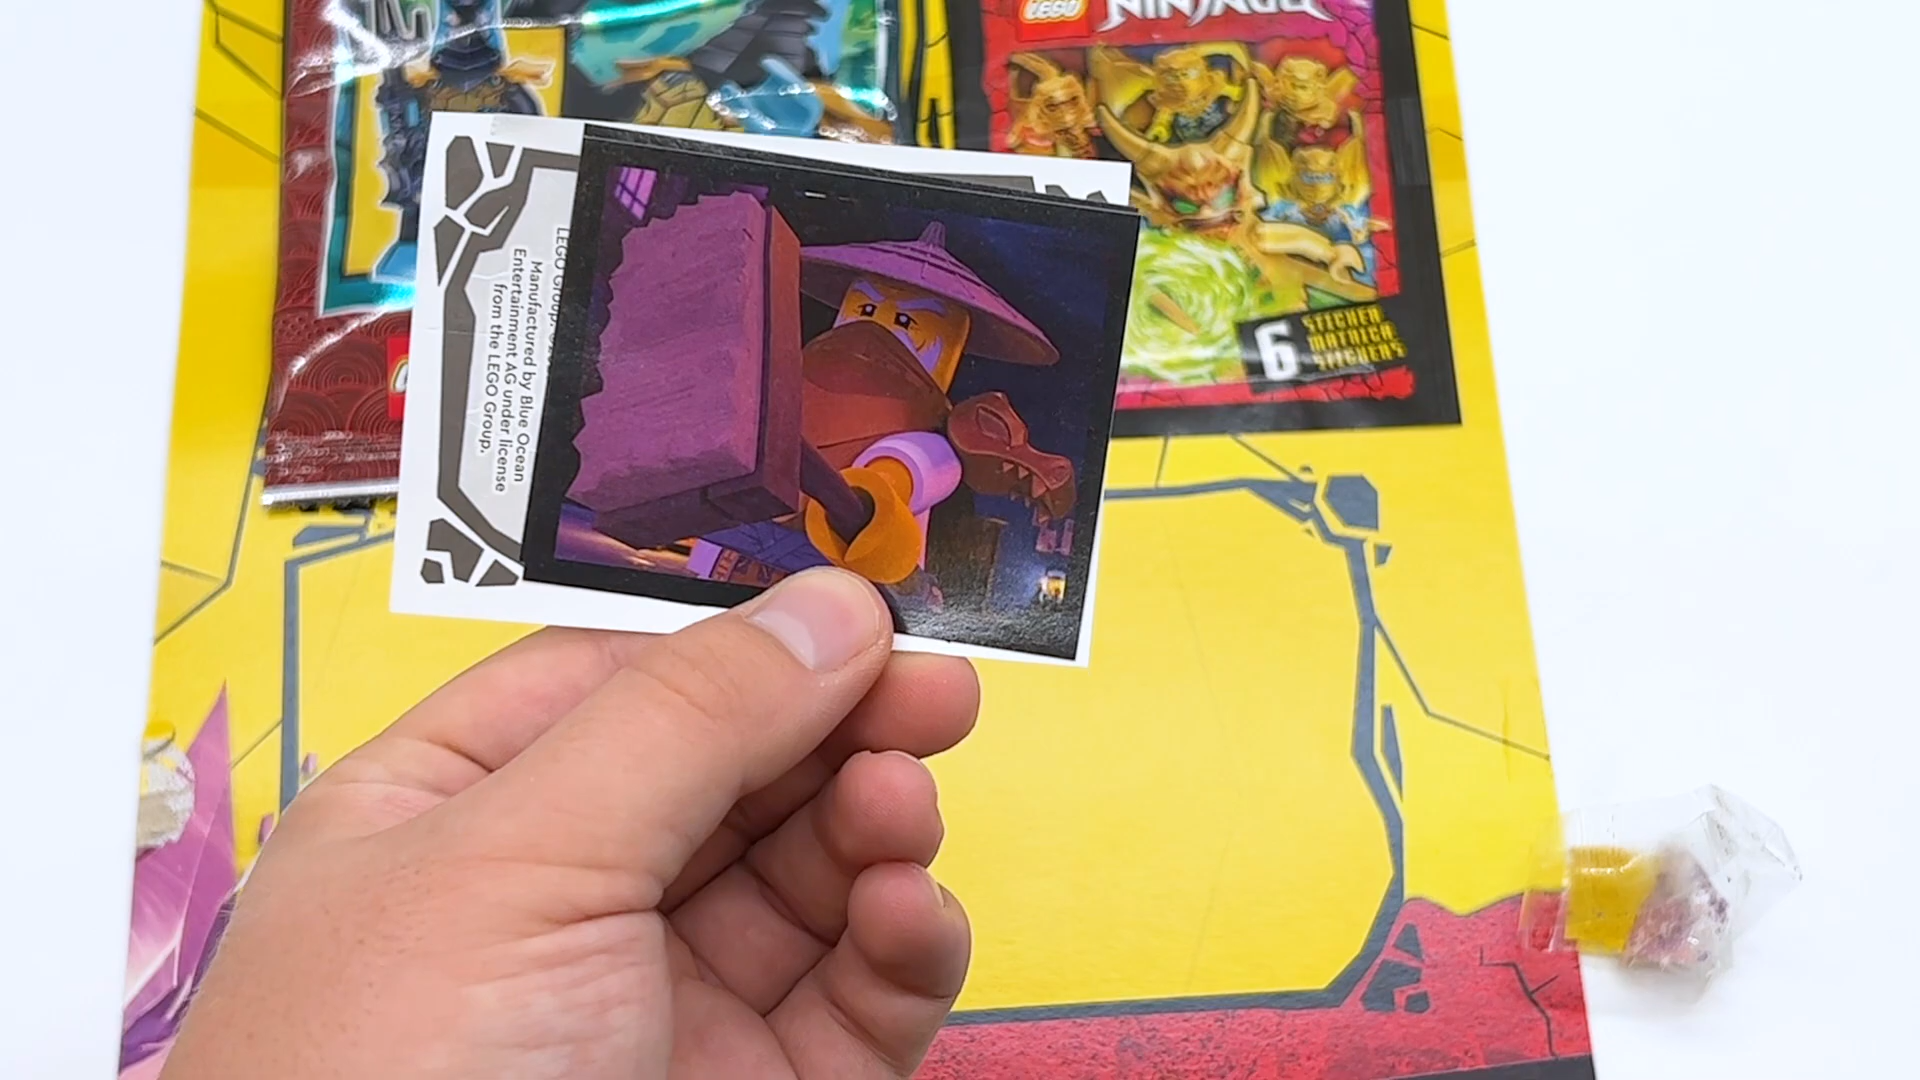 LEGO
NINJAGO
6
STICKER
MATRICA
STICKERS
LEGO Group.
Manufactured by Blue Ocean
Entertainment AG under license
from the LEGO Group.